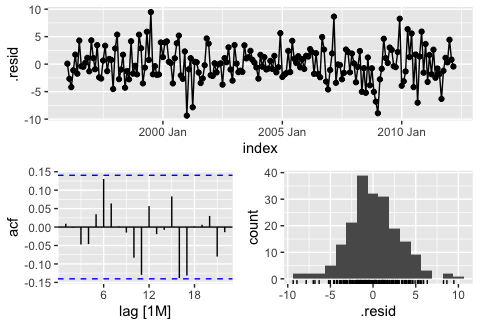 10
5
0
-5
-10
.resid
2000 Jan
2005 Jan
2010 Jan
index
0.15
0.10
0.05
0.00
-0.05
-0.10
-0.15
acf
6
12
18
lag [1M]
40
30
20
10
0
count
-10
-5
0
5
10
.resid